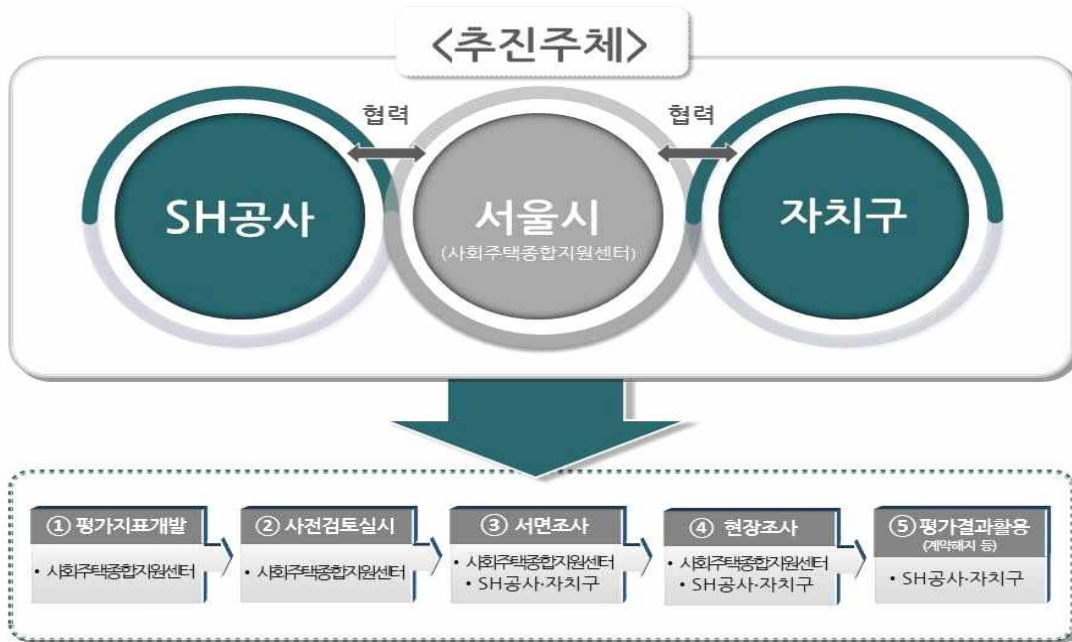 <추진주체>
협력
협력
SH공사
서울시
(사회주택종합지원센터)
자치구
① 평가지표개발
• 사회주택종합지원센터
② 사전검토실시
• 사회주택종합지원센터
③ 서면조사
• 사회주택종합지원센터
• SH공사·자치구
④ 현장조사
• 사회주택종합지원센터
• SH공사·자치구
⑤ 평가결과활용
(계약해지 등)
• SH공사·자치구